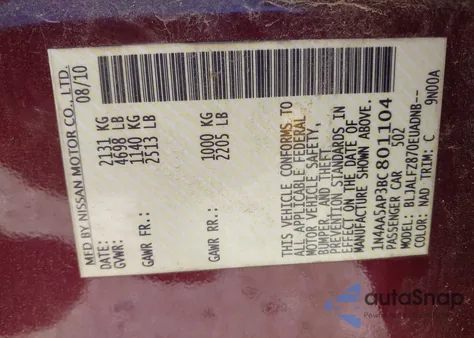 MFD BY NISSAN MOTOR CO., LTD.
DATE: 08/10
GVWR: 2131 KG
4698 LB
GAWR FR.: 1140 KG
2513 LB
GAWR RR.: 1000 KG
2205 LB
THIS VEHICLE CONFORMS TO
ALL APPLICABLE FEDERAL
MOTOR VEHICLE SAFETY,
BUMPER, AND THEFT
PREVENTION STANDARDS IN
EFFECT ON THE DATE OF
MANUFACTURE SHOWN ABOVE.
1N4AA5AP3BC801104
PASSENGER CAR 502
MODEL: BLJALF2870EUADNB--
COLOR: NAD TRIM: C 9N00A
autoSnap